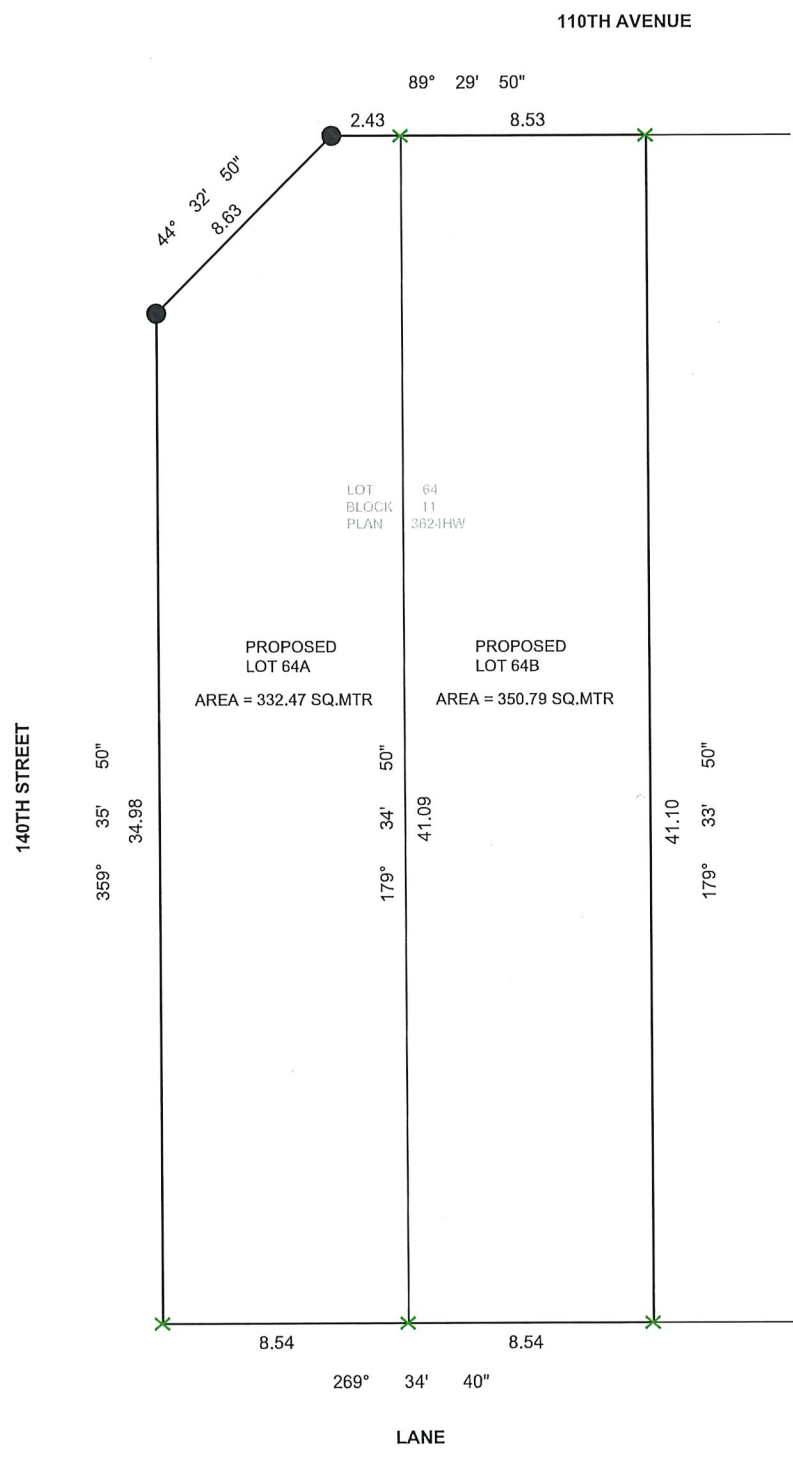 110TH AVENUE
89° 29' 50"
2.43
8.53
44° 32' 50"
8.63
LOT 64
BLOCK 11
PLAN 3624HW
PROPOSED
LOT 64A
AREA = 332.47 SQ.MTR
PROPOSED
LOT 64B
AREA = 350.79 SQ.MTR
140TH STREET
359° 35' 50"
34.98
179° 34' 50"
41.09
41.10
179° 33' 50"
8.54
8.54
269° 34' 40"
LANE